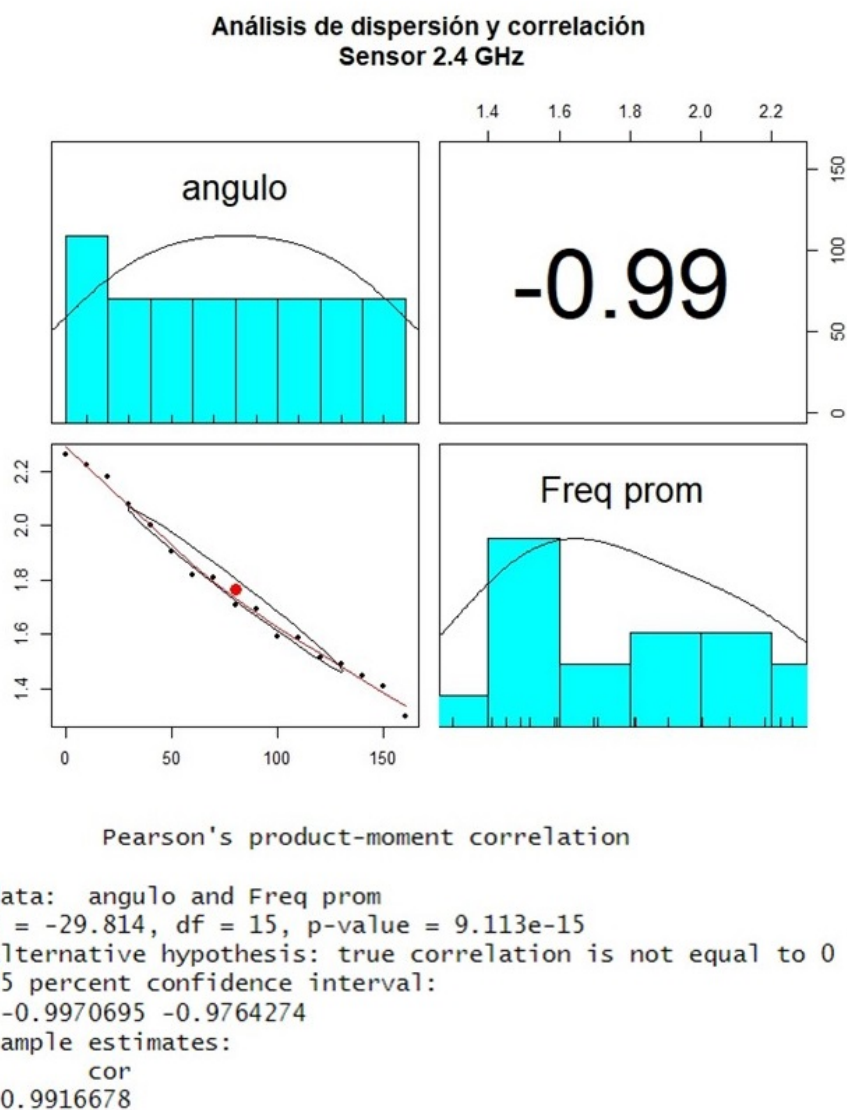 Análisis de dispersión y correlación
Sensor 2.4 GHz
1.4 1.6 1.8 2.0 2.2
angulo
-0.99
150
100
50
0
2.2
2.0
1.8
1.6
1.4
Freq prom
0 50 100 150
Pearson's product-moment correlation
ata: angulo and Freq prom
= -29.814, df = 15, p-value = 9.113e-15
lternative hypothesis: true correlation is not equal to 0
5 percent confidence interval:
-0.9970695 -0.9764274
ample estimates:
cor
0.9916678